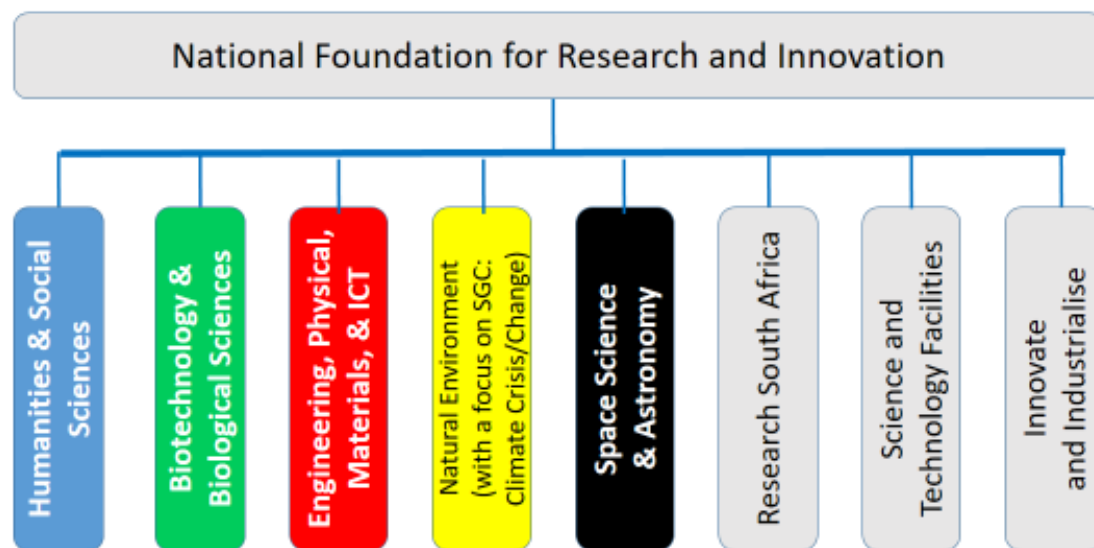 National Foundation for Research and Innovation
Humanities & Social
Sciences
Biotechnology &
Biological Sciences
Engineering, Physical,
Materials, & ICT
Natural Environment
(with a focus on SGC:
Climate Crisis/Change)
Space Science
& Astronomy
Research South Africa
Science and
Technology Facilities
Innovate
and Industrialise